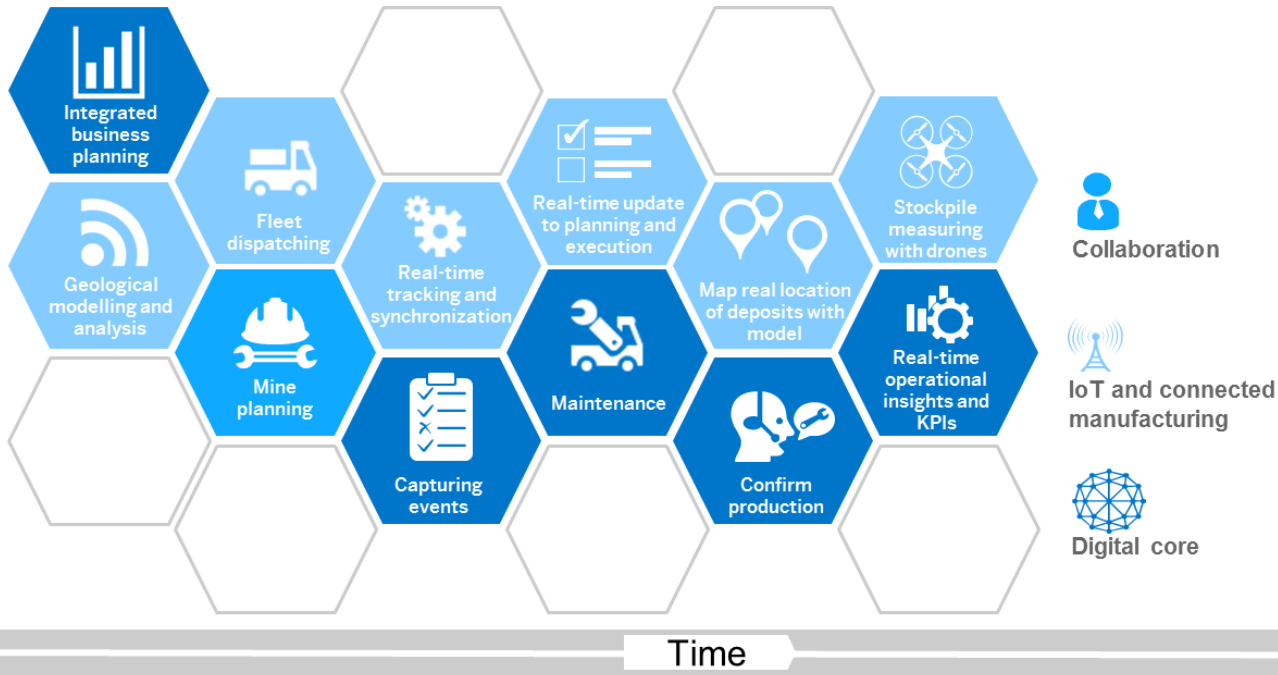 Integrated
business
planning
Geological
modelling and
analysis
Fleet
dispatching
Mine
planning
Real-time
tracking and
synchronization
Capturing
events
Real-time update
to planning and
execution
Maintenance
Map real location
of deposits with
model
Confirm
production
Stockpile
measuring
with drones
Real-time
operational
insights and
KPIs
Collaboration
IoT and connected
manufacturing
Digital core
Time